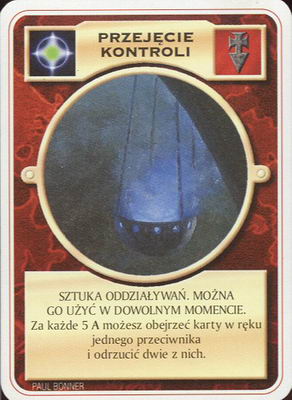 PRZEJĘCIE
KONTROLI
SZTUKA ODDZIAŁYWAŃ. MOŻNA
GO UŻYĆ W DOWOLNYM MOMENCIE.
Za każde 5 A możesz obejrzeć karty w ręku
jednego przeciwnika
i odrzucić dwie z nich.
PAUL BONNER